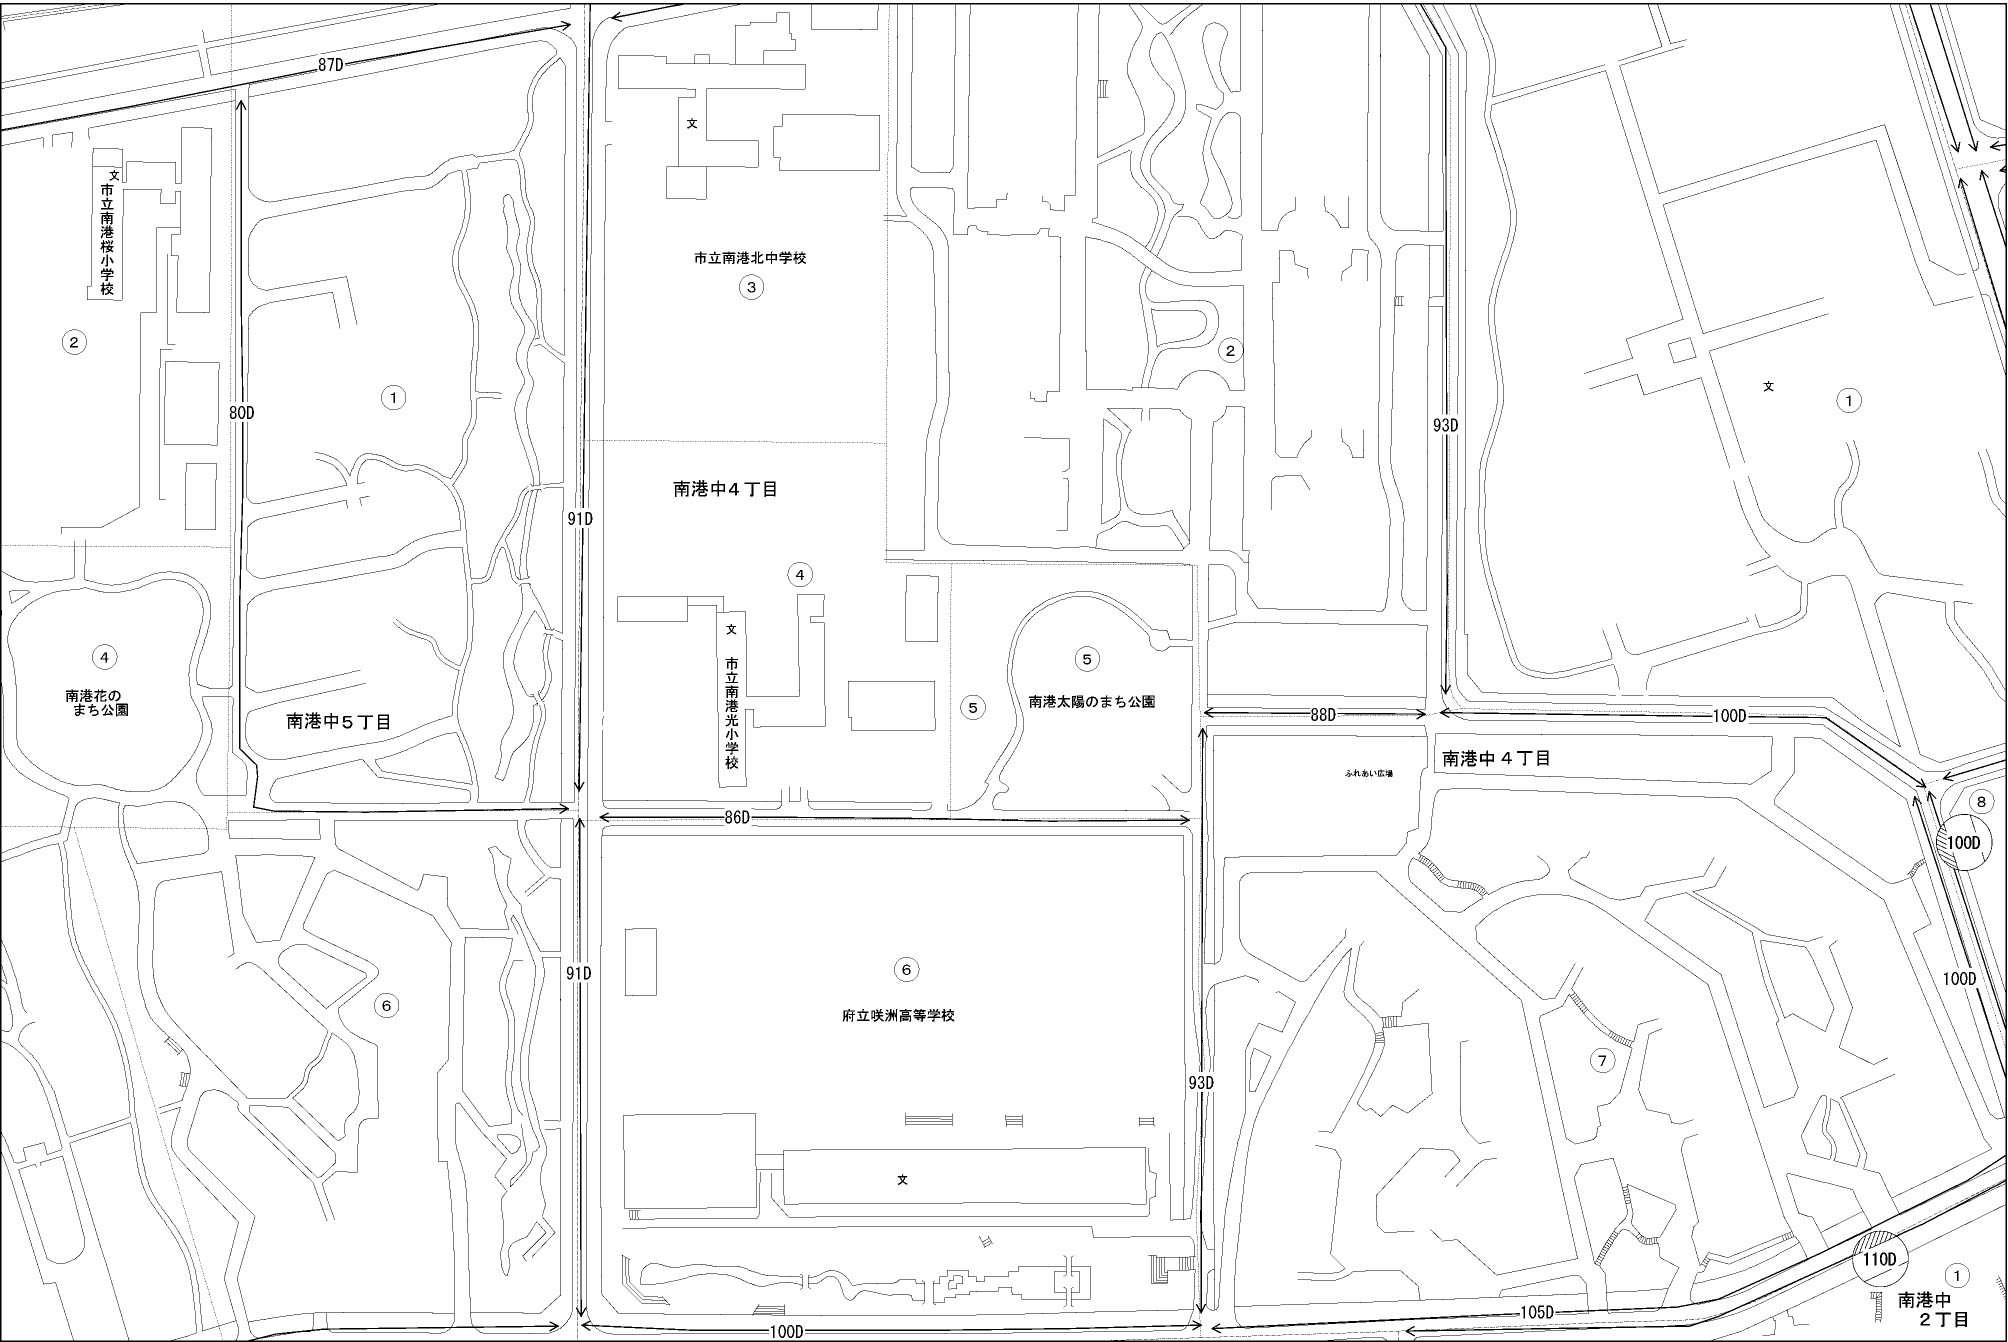 87D
文
市立南港桜小学校
文
市立南港北中学校
③
②
②
①
80D
文
①
93D
南港中4丁目
91D
④
文
市立南港光小学校
④
南港花の
まち公園
⑤
⑤
南港太陽のまち公園
南港中5丁目
88D
100D
南港中4丁目
ふれあい広場
86D
⑧
100D
91D
⑥
⑥
府立咲洲高等学校
100D
⑦
93D
文
110D
①
南港中
2丁目
105D
100D